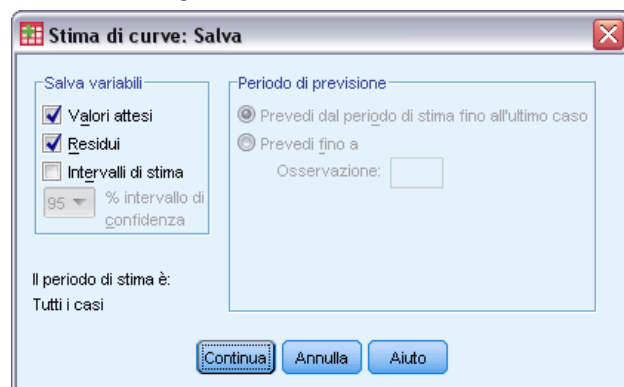 Stima di curve: Salva
Salva variabili
Valori attesi
Residui
Intervalli di stima
95 % intervallo di
confidenza
Il periodo di stima è:
Tutti i casi
Periodo di previsione
Prevedi dal periodo di stima fino all'ultimo caso
Prevedi fino a
Osservazione:
Continua Annulla Aiuto